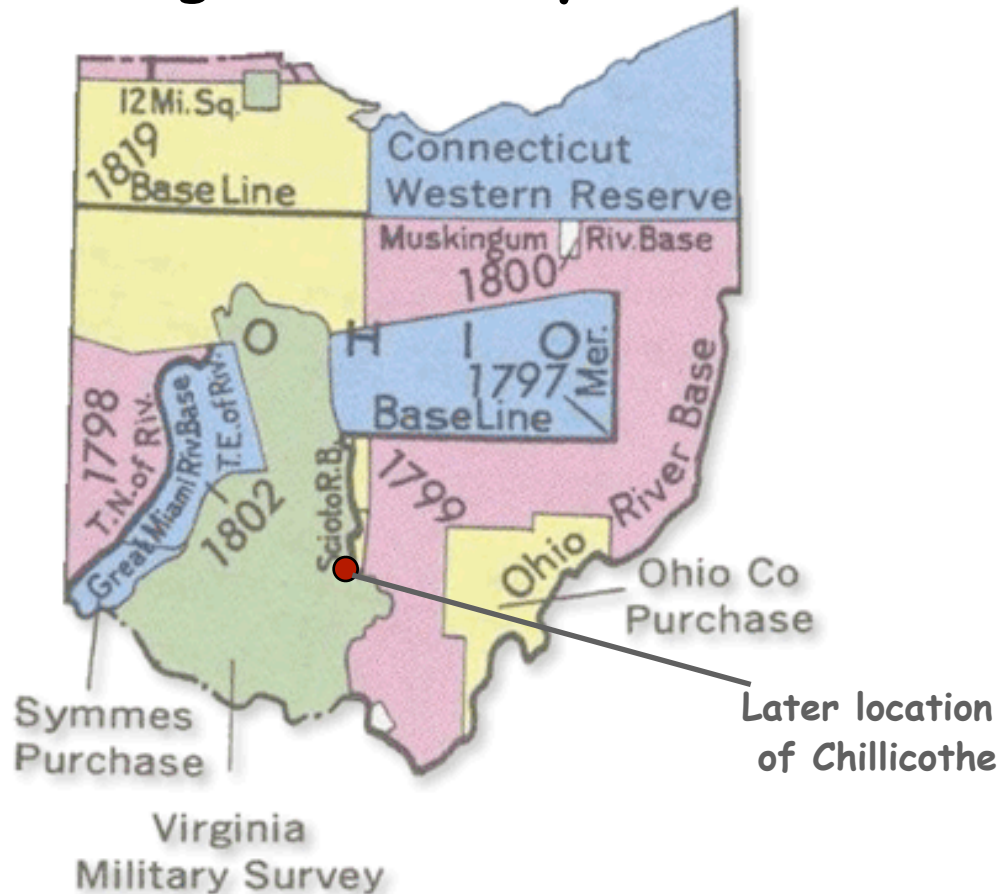 12 Mi. Sq.
1819
Base Line
Connecticut
Western Reserve
Muskingum Riv. Base
1800
O H I O
1797
Mer.
Base Line
1798
T.N. of Riv.
Great Miami Riv. Base
T.E. of Riv.
1802
Scioto R.B.
1799
Ohio River Base
Ohio Co
Purchase
Symmes
Purchase
Later location
of Chillicothe
Virginia
Military Survey